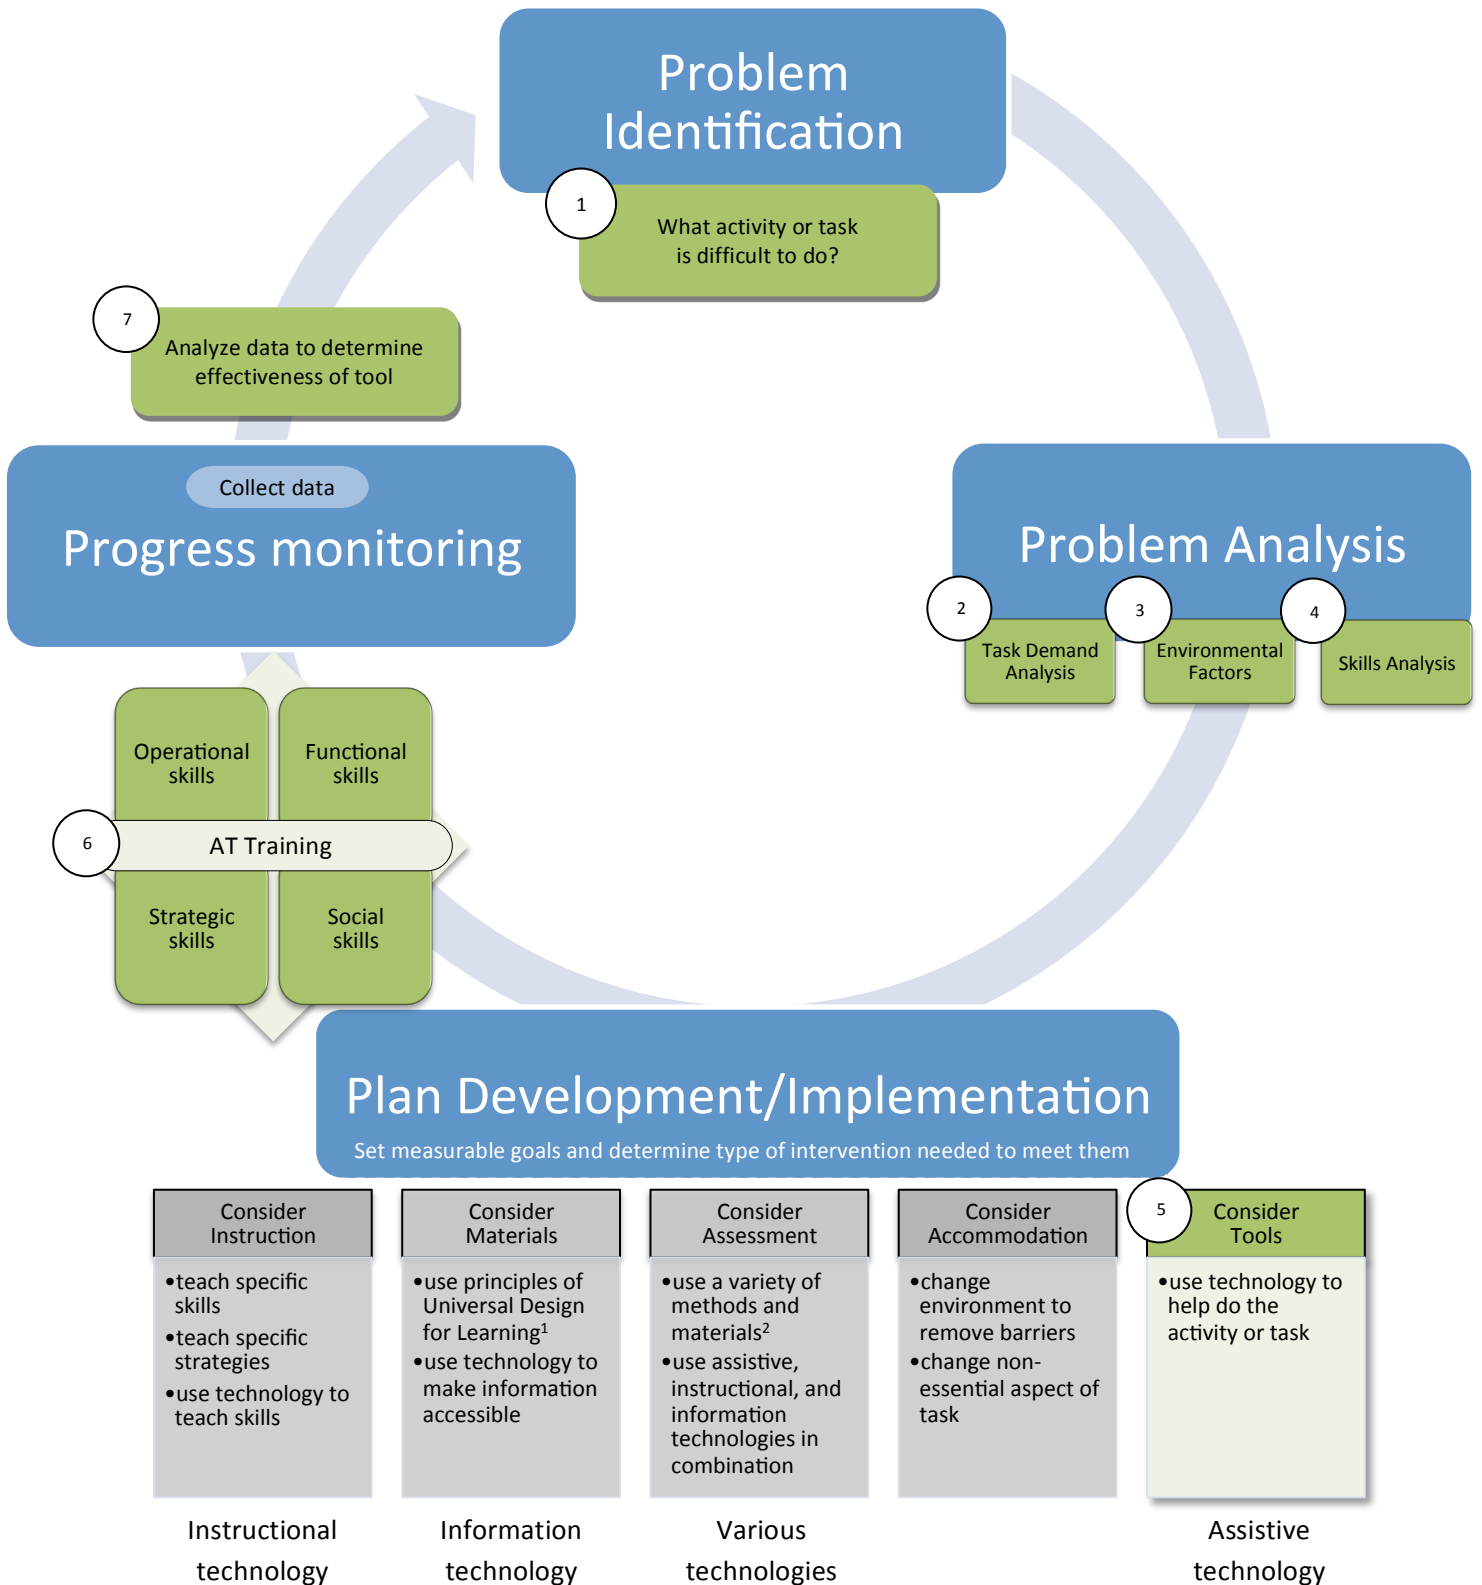 Problem
Identification
1
What activity or task
is difficult to do?
7
Analyze data to determine
effectiveness of tool
Collect data
Progress monitoring
Problem Analysis
2
Task Demand
Analysis
3
Environmental
Factors
4
Skills Analysis
Operational
skills
Functional
skills
6
AT Training
Strategic
skills
Social
skills
Plan Development/Implementation
Set measurable goals and determine type of intervention needed to meet them
Consider
Instruction
•teach specific
skills
•teach specific
strategies
•use technology to
teach skills
Instructional
technology
Consider
Materials
•use principles of
Universal Design
for Learning¹
•use technology to
make information
accessible
Information
technology
Consider
Assessment
•use a variety of
methods and
materials²
•use assistive,
instructional, and
information
technologies in
combination
Various
technologies
Consider
Accommodation
•change
environment to
remove barriers
•change non-
essential aspect of
task
5
Consider
Tools
•use technology to
help do the
activity or task
Assistive
technology